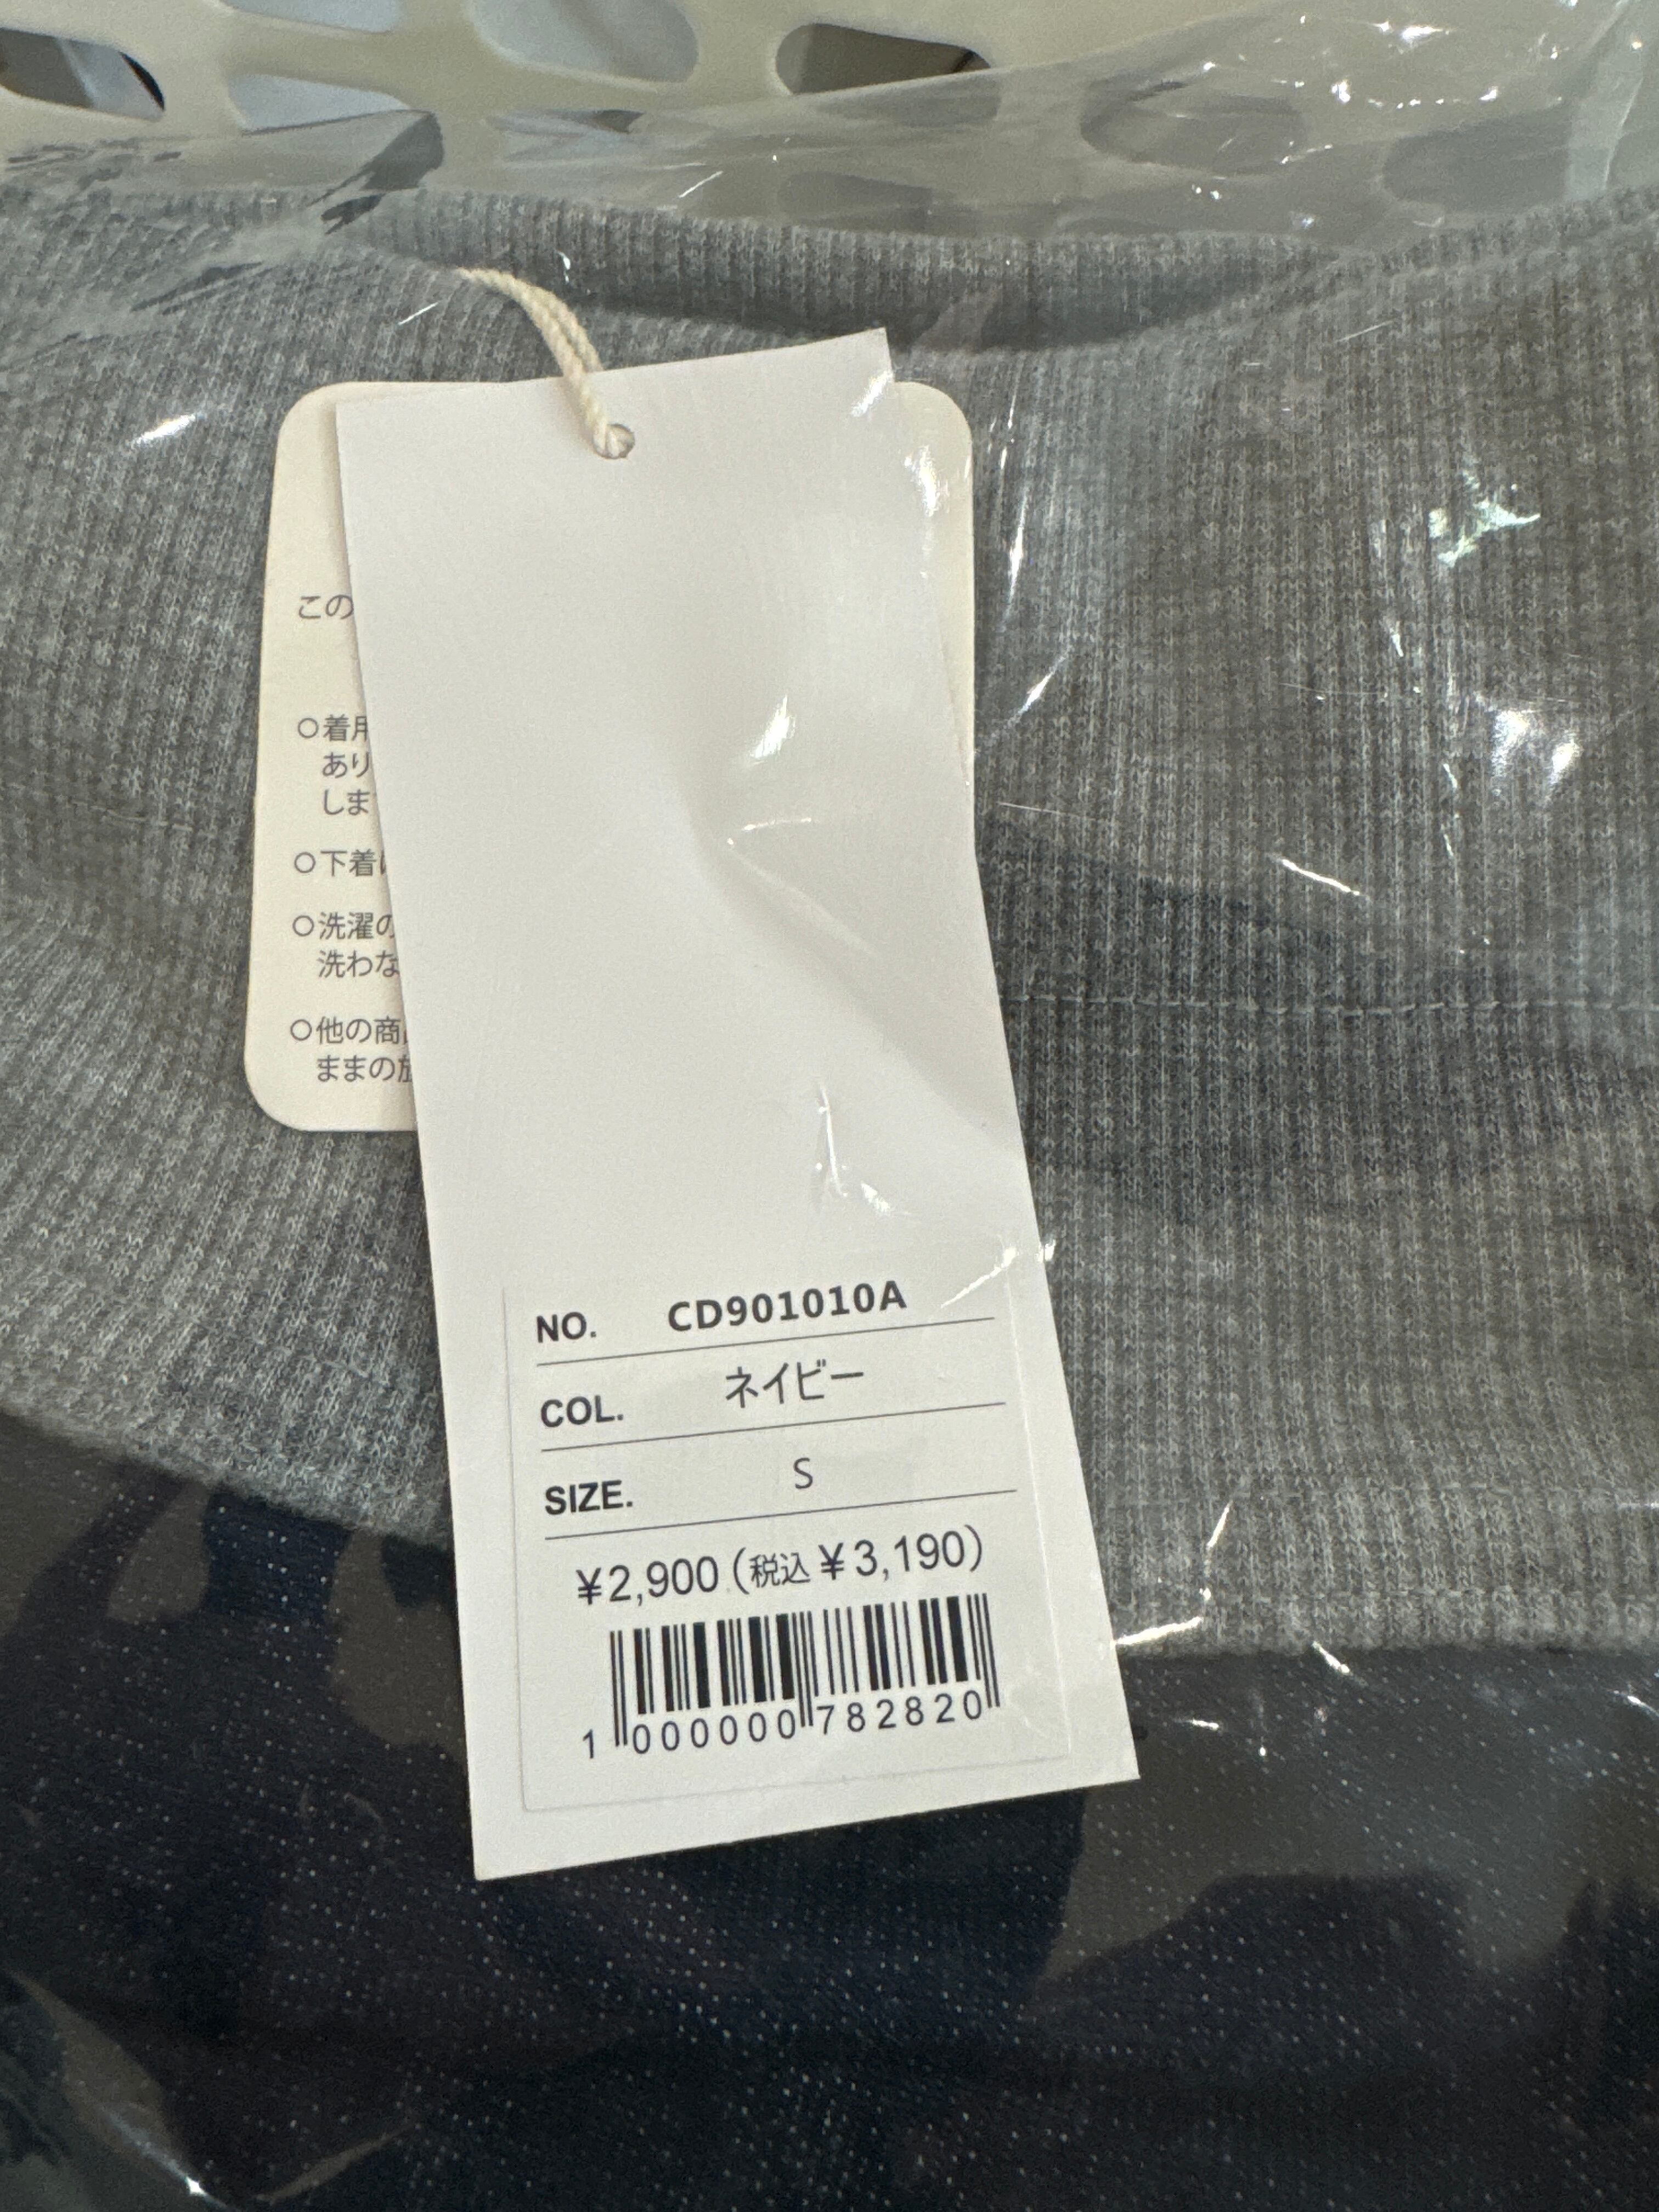 この
○着用
あり
しま
○下着
○洗濯の
洗わな
○他の商
ままの
NO. CD901010A
COL. ネイビー
SIZE. S
¥2,900(税込¥3,190)
1 000000 782820